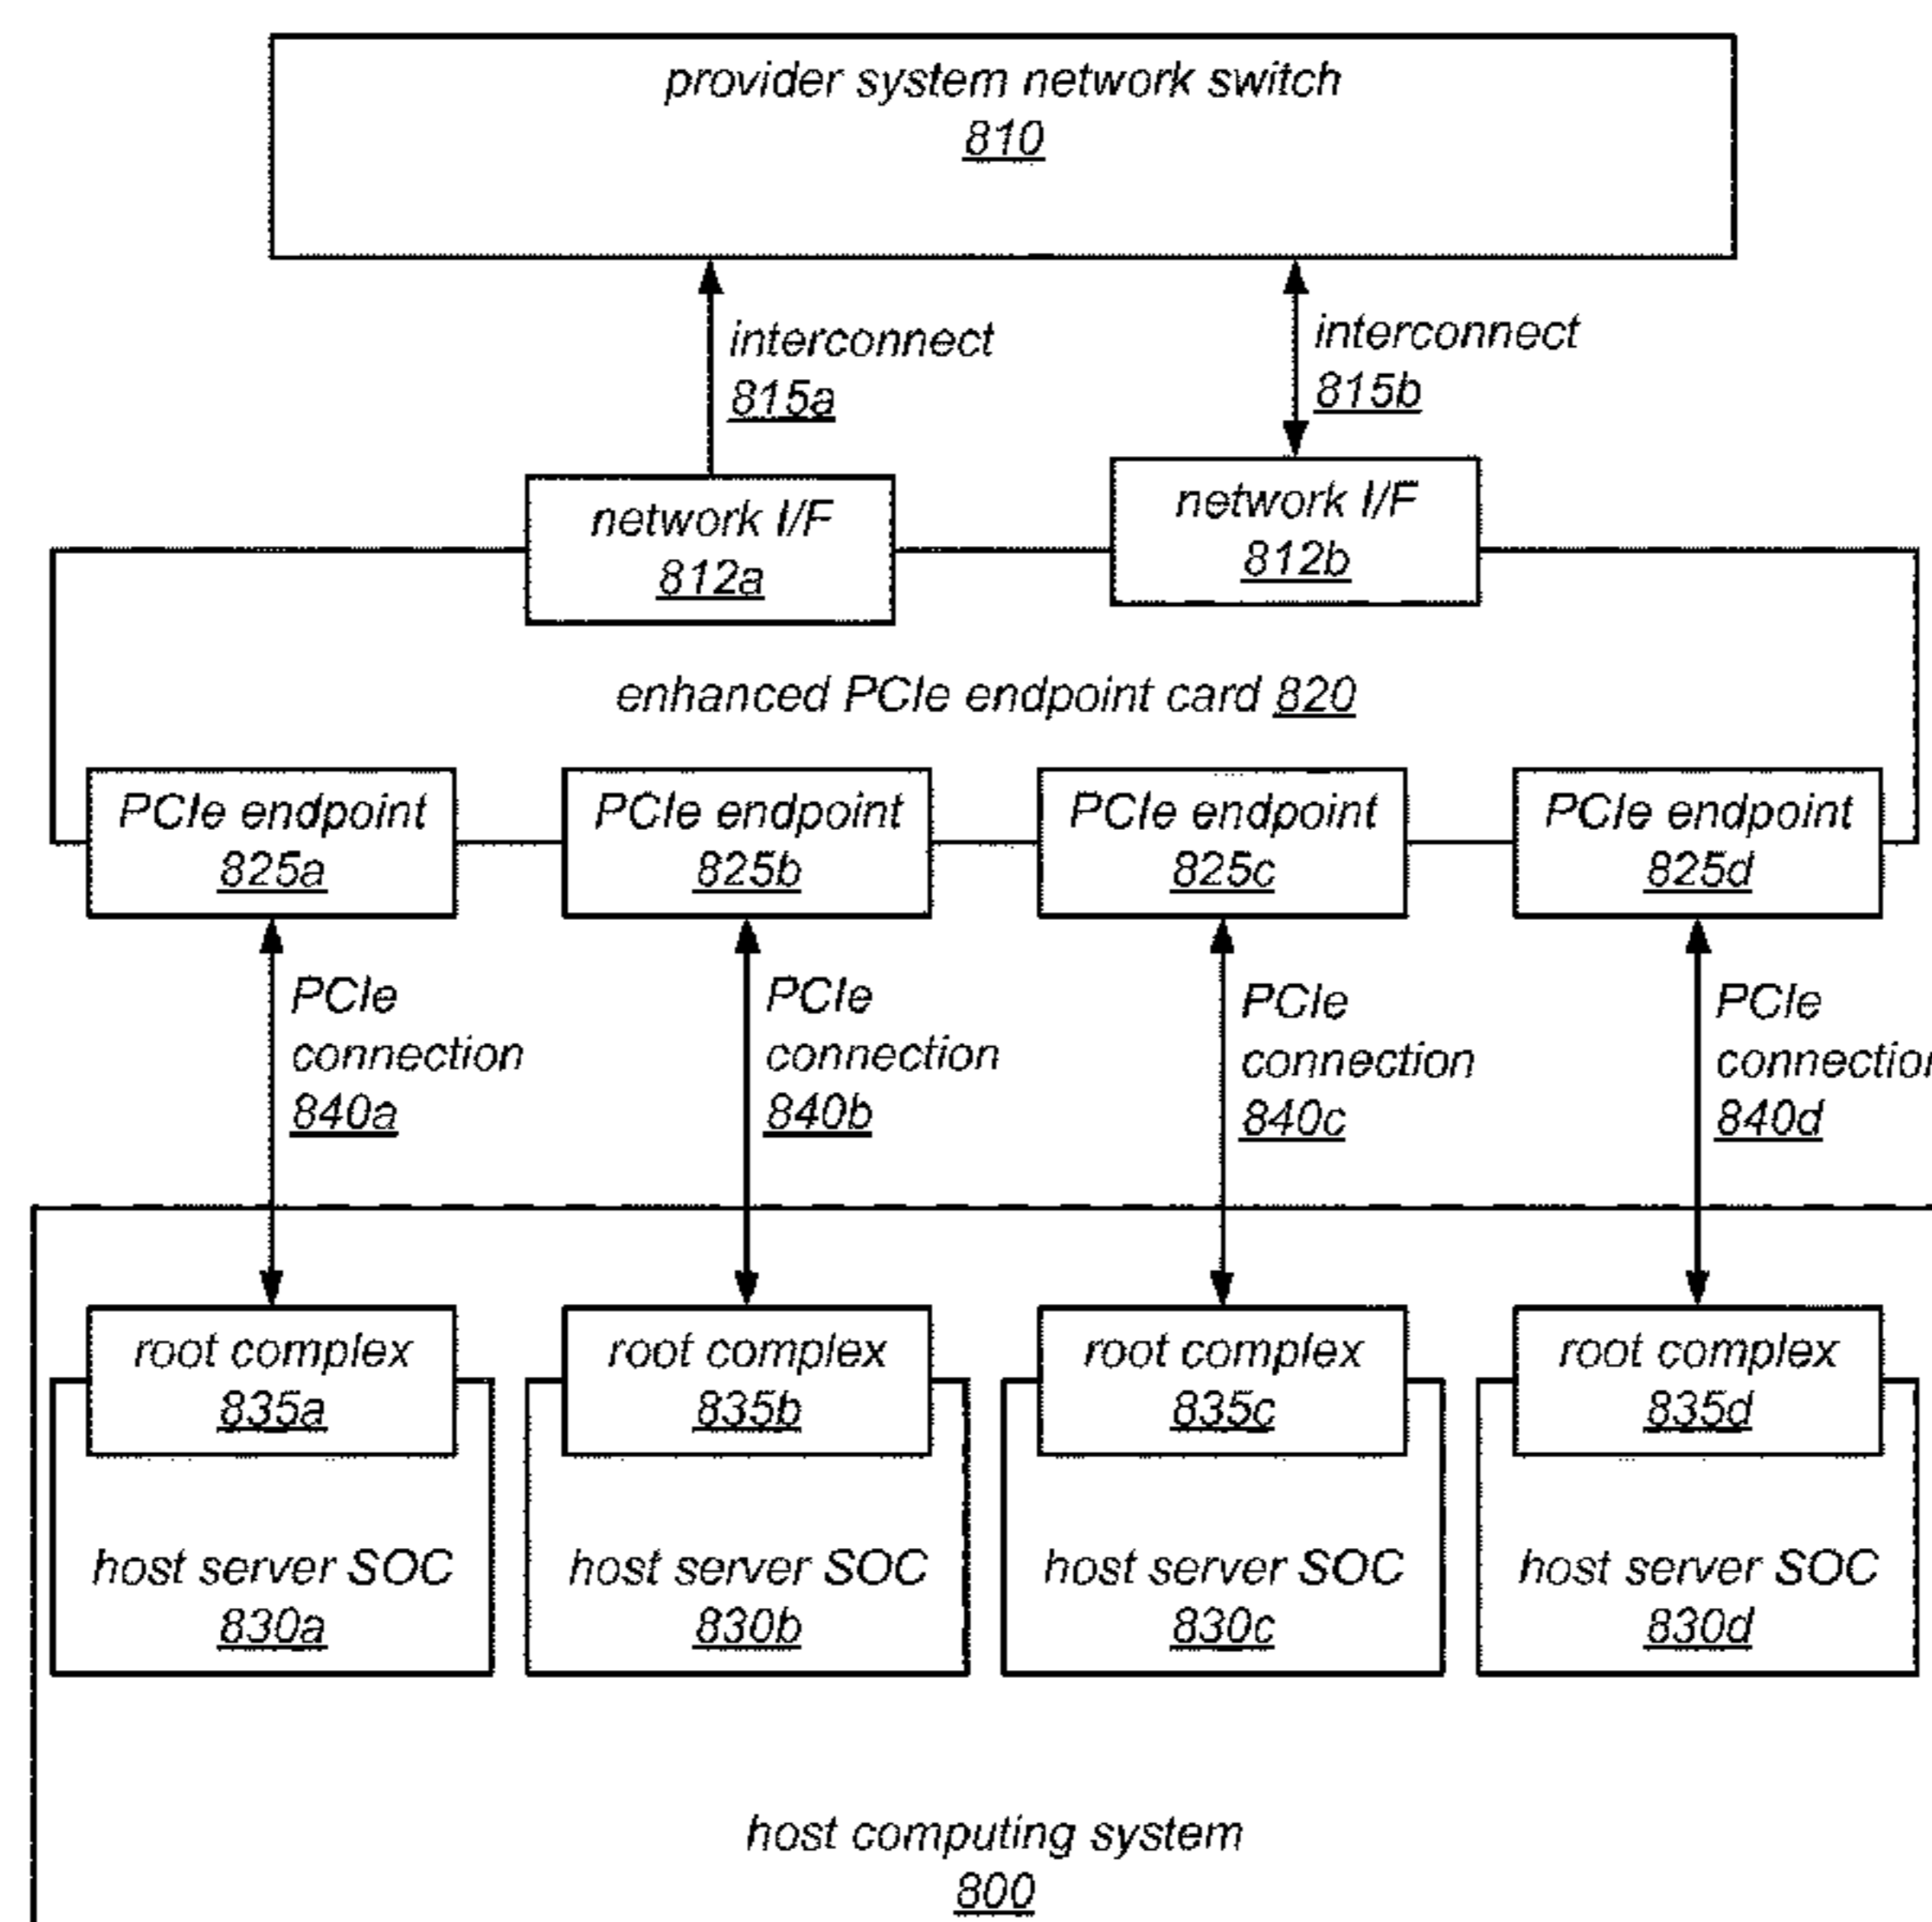 provider system network switch
810
interconnect
815a
interconnect
815b
network I/F
812a
network I/F
812b
enhanced PCIe endpoint card 820
PCIe endpoint
825a
PCIe endpoint
825b
PCIe endpoint
825c
PCIe endpoint
825d
PCIe
connection
840a
PCIe
connection
840b
PCIe
connection
840c
PCIe
connection
840d
root complex
835a
root complex
835b
root complex
835c
root complex
835d
host server SOC
830a
host server SOC
830b
host server SOC
830c
host server SOC
830d
host computing system
800